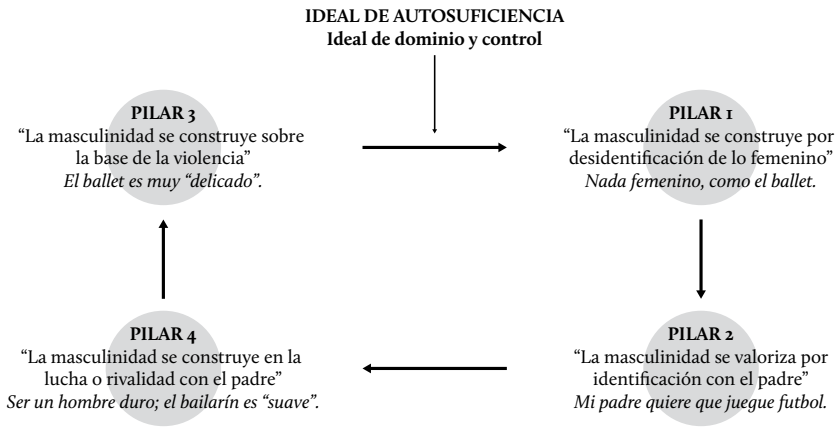 IDEAL DE AUTOSUFICIENCIA
Ideal de dominio y control
PILAR 3
“La masculinidad se construye sobre
la base de la violencia”
El ballet es muy “delicado”.
PILAR 1
“La masculinidad se construye por
desidentificación de lo femenino”
Nada femenino, como el ballet.
PILAR 4
“La masculinidad se construye en la
lucha o rivalidad con el padre”
Ser un hombre duro; el bailarín es “suave”.
PILAR 2
“La masculinidad se valoriza por
identificación con el padre”
Mi padre quiere que juegue futbol.